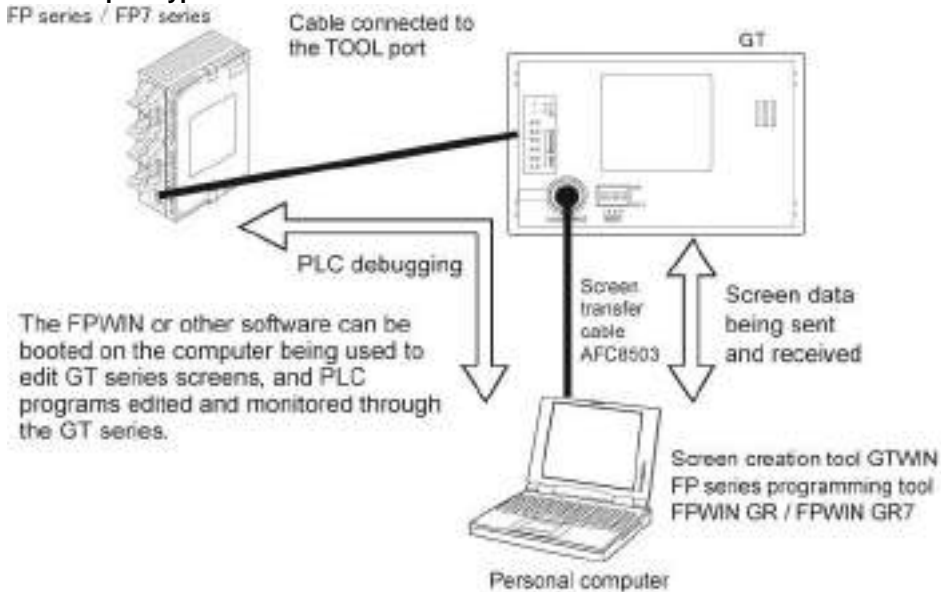 FP series / FP7 series
Cable connected to
the TOOL port
GT
PLC debugging
The FPWIN or other software can be
booted on the computer being used to
edit GT series screens, and PLC
programs edited and monitored through
the GT series.
Screen
transfer
cable
AFC8503
Screen data
being sent
and received
Screen creation tool GTWIN
FP series programming tool
FPWIN GR / FPWIN GR7
Personal computer